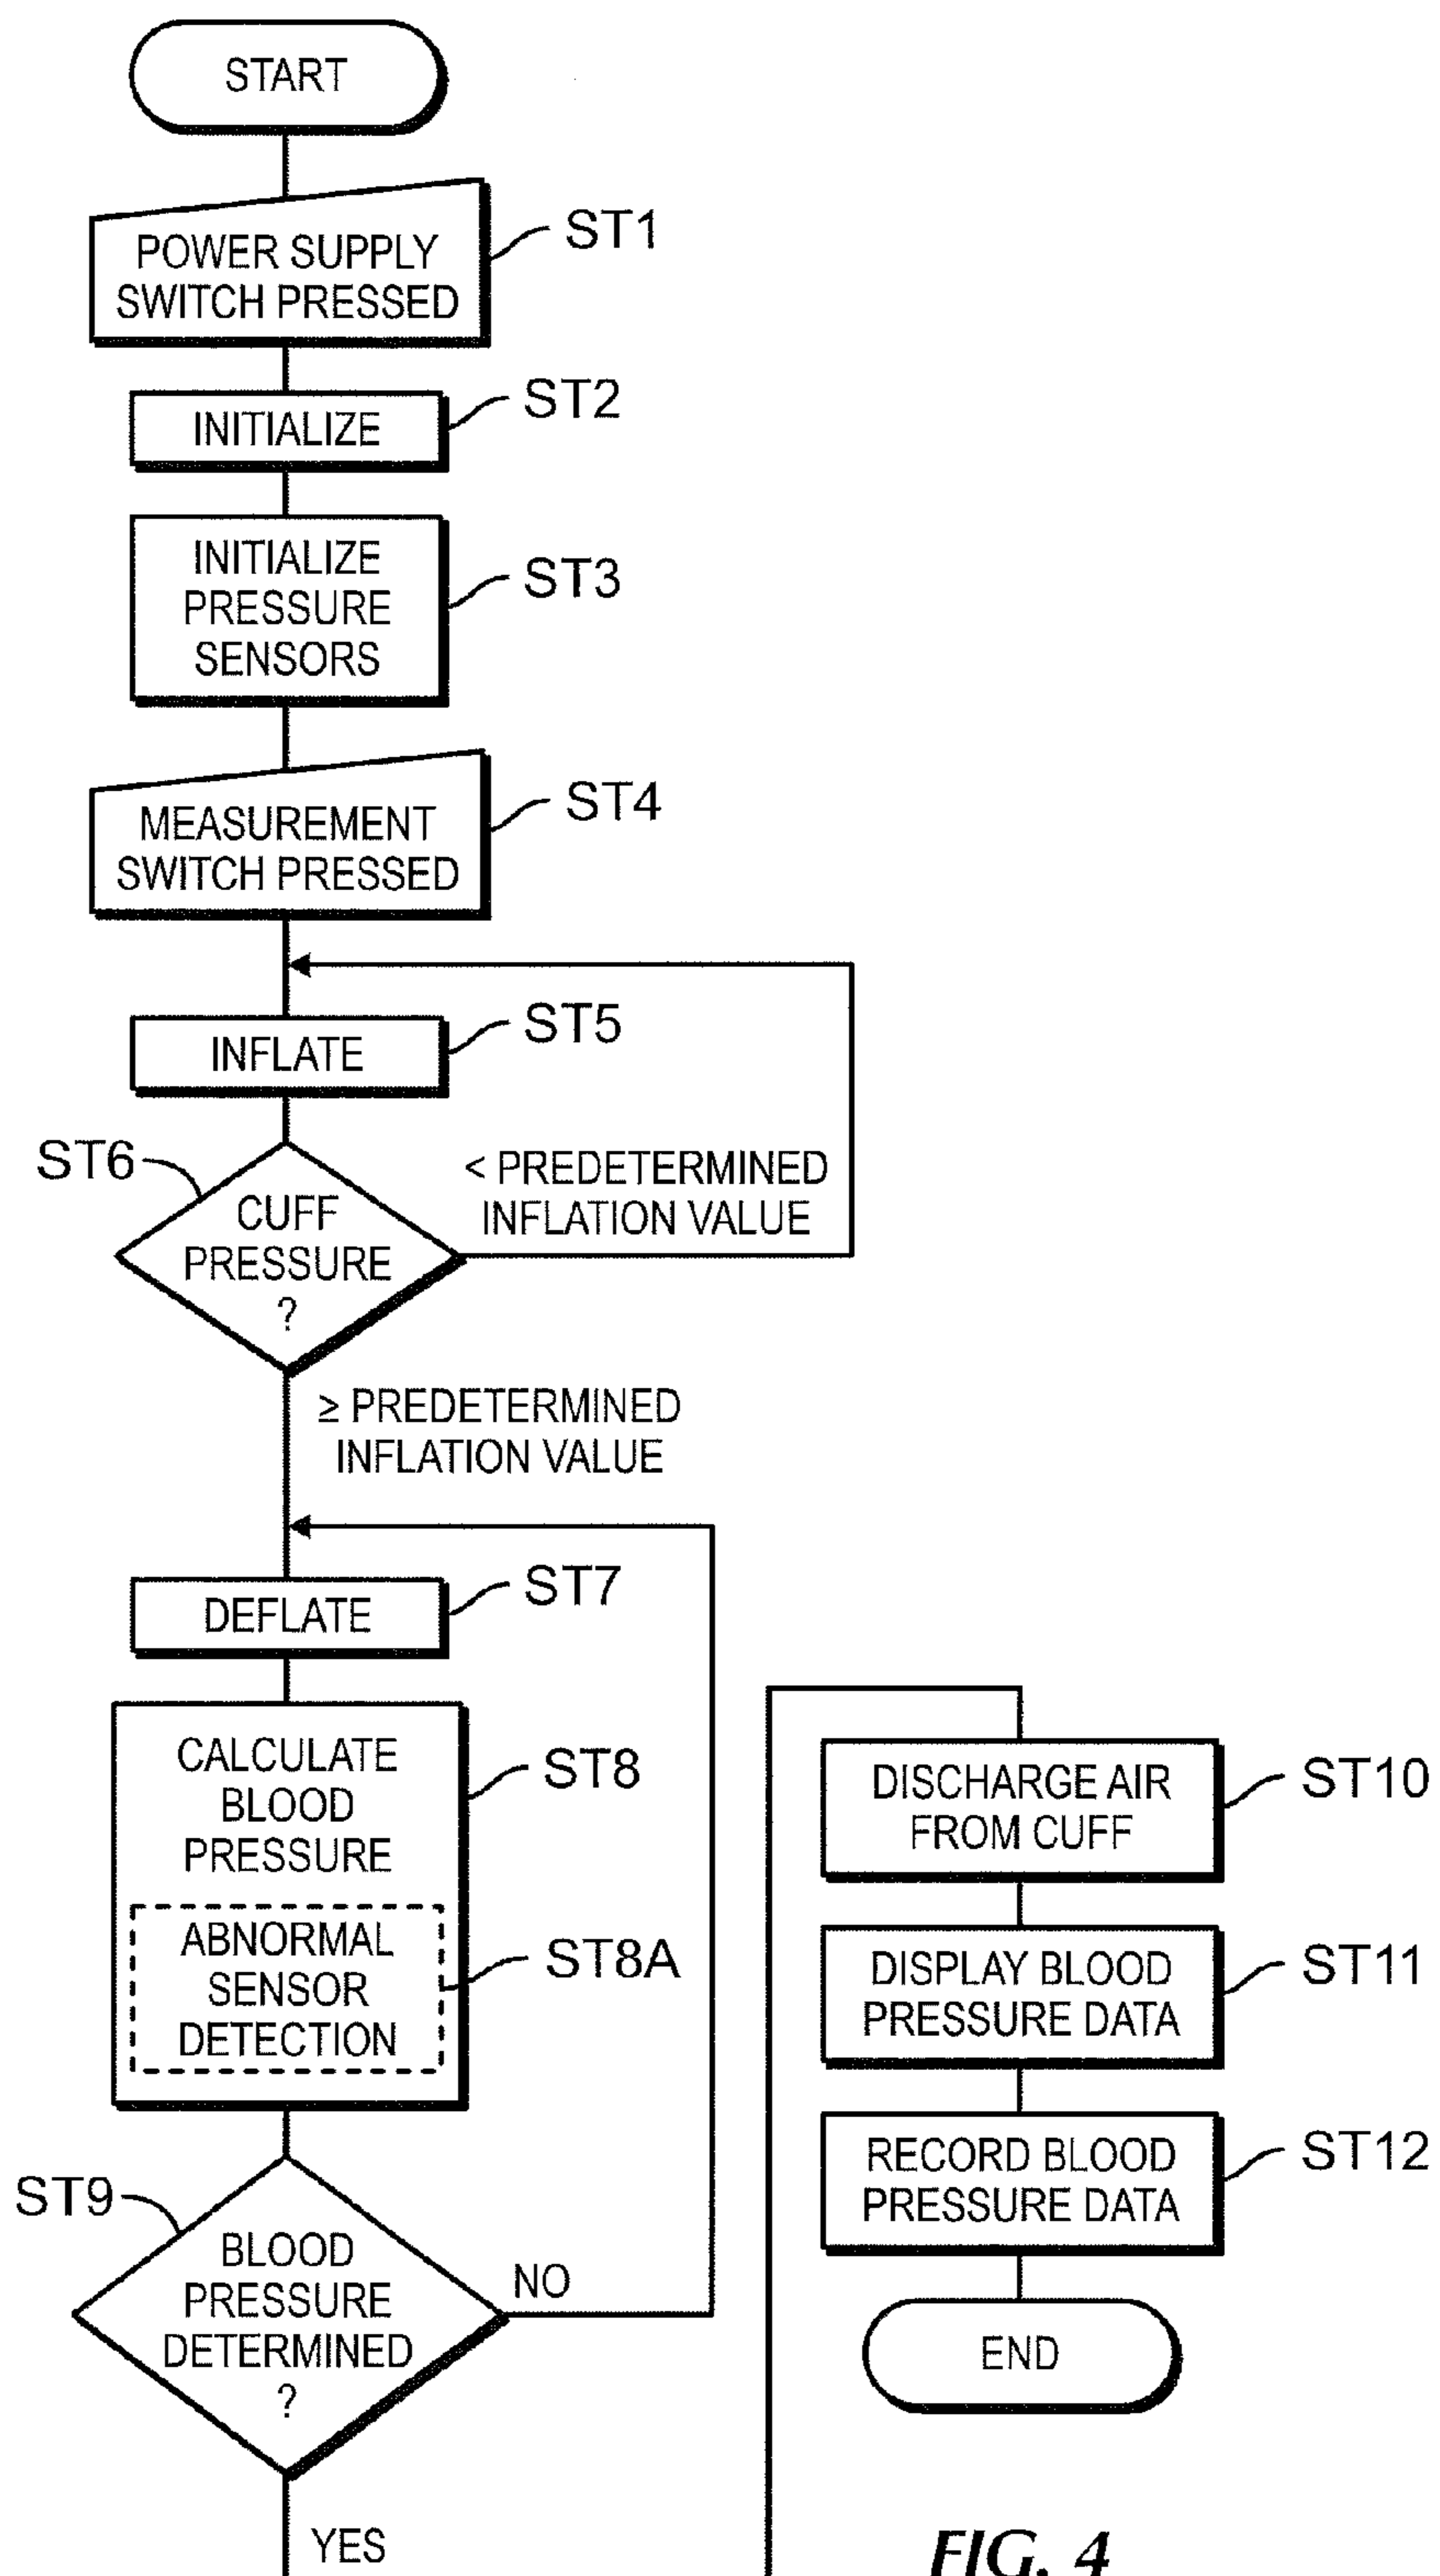 START
POWER SUPPLY
SWITCH PRESSED
ST1
INITIALIZE
ST2
INITIALIZE
PRESSURE
SENSORS
ST3
MEASUREMENT
SWITCH PRESSED
ST4
INFLATE
ST5
ST6
CUFF
PRESSURE
?
< PREDETERMINED
INFLATION VALUE
≥ PREDETERMINED
INFLATION VALUE
DEFLATE
ST7
CALCULATE
BLOOD
PRESSURE
ST8
ABNORMAL
SENSOR
DETECTION
ST8A
ST9
BLOOD
PRESSURE
DETERMINED
?
NO
YES
DISCHARGE AIR
FROM CUFF
ST10
DISPLAY BLOOD
PRESSURE DATA
ST11
RECORD BLOOD
PRESSURE DATA
ST12
END
FIG. 4